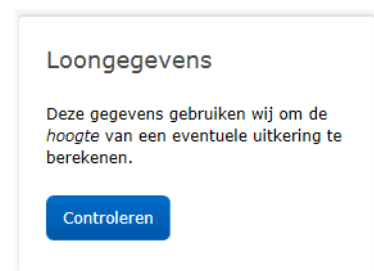 Loongegevens
Deze gegevens gebruiken wij om de
hoogte van een eventuele uitkering te
berekenen.
Controleren